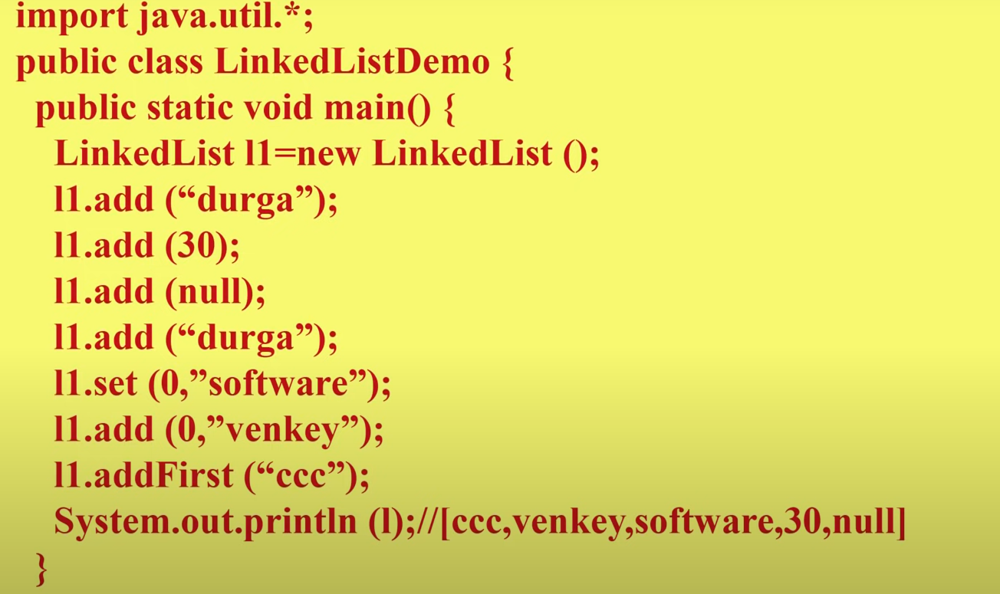 import java.util.*;
public class LinkedListDemo {
public static void main() {
LinkedList l1=new LinkedList ();
l1.add (“durga”);
l1.add (30);
l1.add (null);
l1.add (“durga”);
l1.set (0,”software”);
l1.add (0,”venkey”);
l1.addFirst (“ccc”);
System.out.println (l);//[ccc,venkey,software,30,null]
}